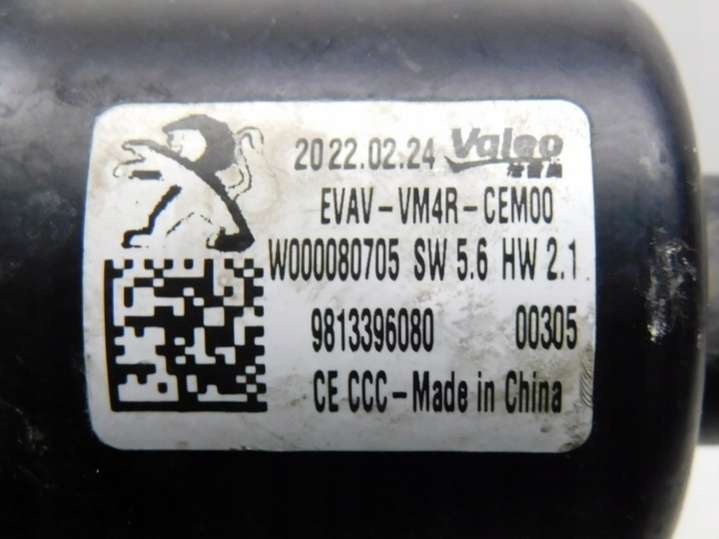 2022.02.24 Valeo
EVAV-VM4R-CEM00
W000080705 SW 5.6 HW 2.1
9813396080 00305
CE CCC-Made in China